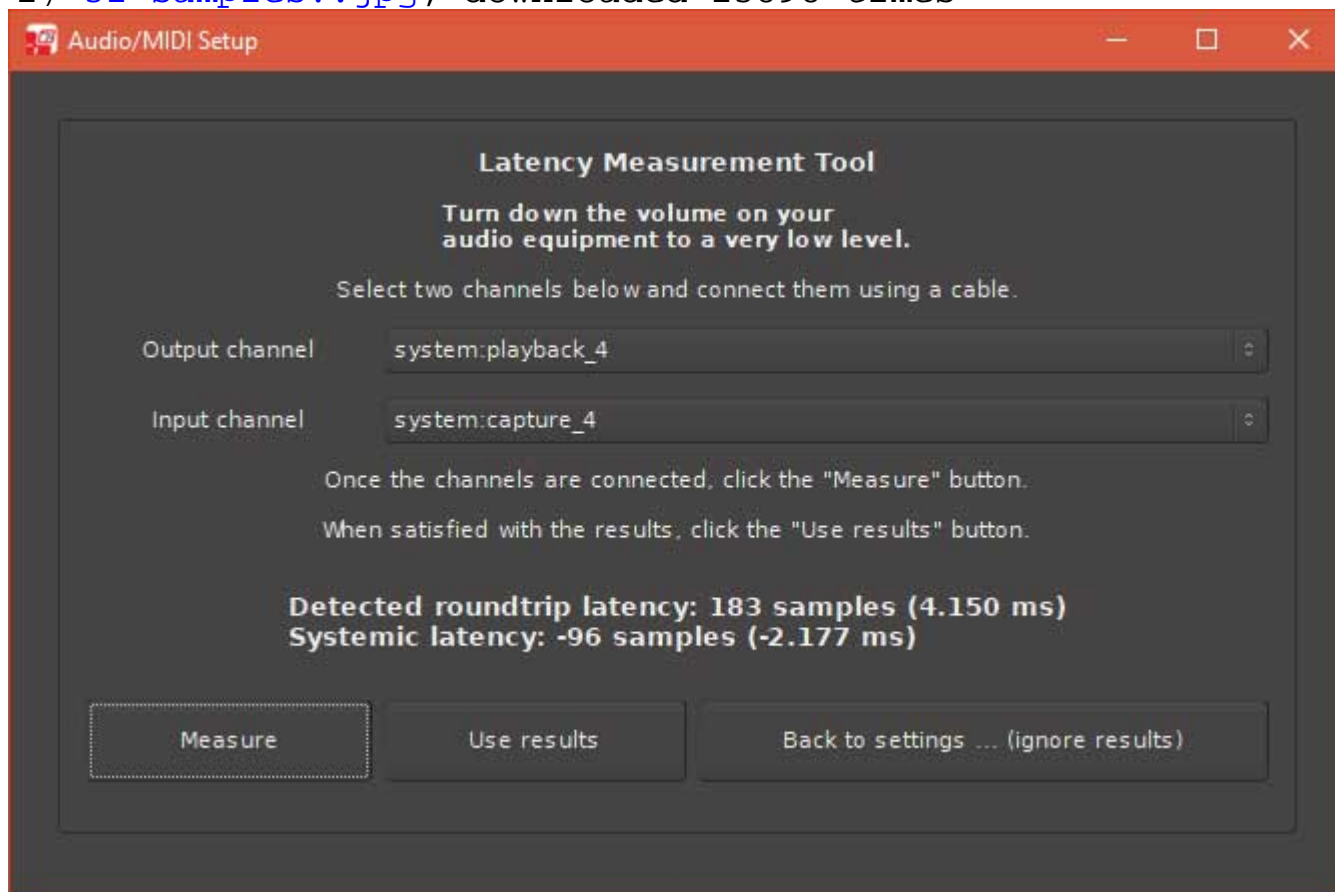 Audio/MIDI Setup
Latency Measurement Tool
Turn down the volume on your
audio equipment to a very low level.
Select two channels below and connect them using a cable.
Output channel system:playback_4
Input channel system:capture_4
Once the channels are connected, click the "Measure" button.
When satisfied with the results, click the "Use results" button.
Detected roundtrip latency: 183 samples (4.150 ms)
Systemic latency: -96 samples (-2.177 ms)
Measure Use results Back to settings ... (ignore results)